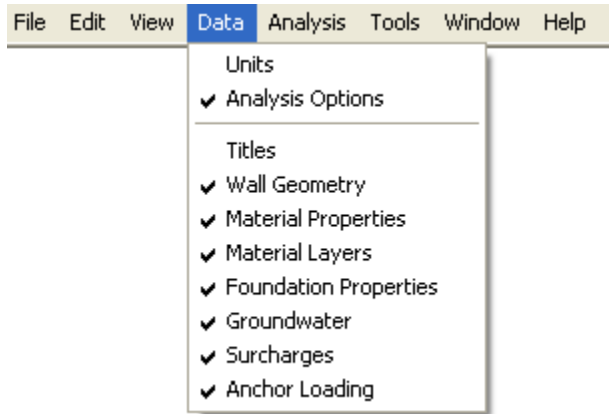 File Edit View Data Analysis Tools Window Help
Units
✔ Analysis Options
Titles
✔ Wall Geometry
✔ Material Properties
✔ Material Layers
✔ Foundation Properties
✔ Groundwater
✔ Surcharges
✔ Anchor Loading